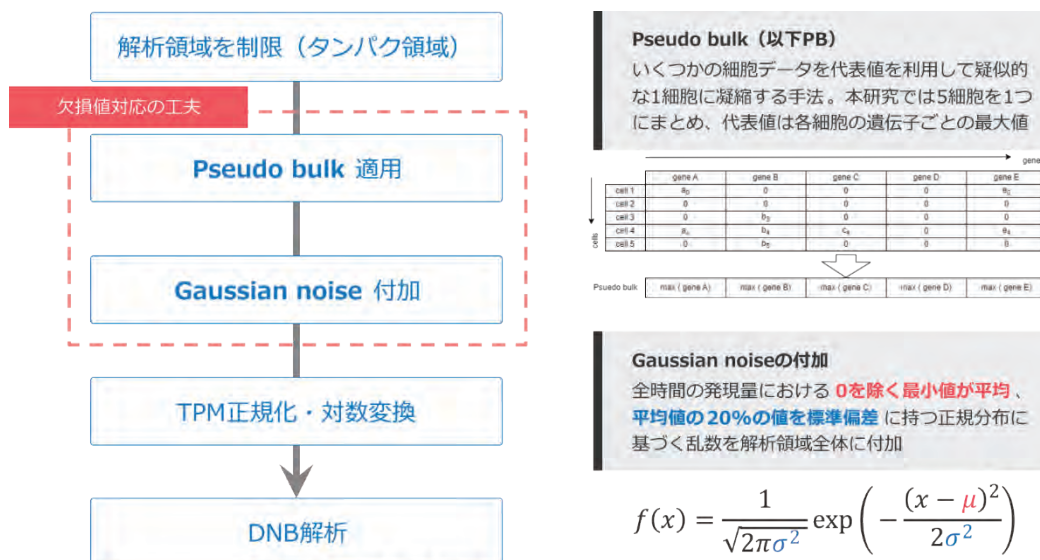 解析領域を制限（タンパク領域）
欠損値対応の工夫
Pseudo bulk 適用
Gaussian noise 付加
TPM正規化・対数変換
DNB解析
Pseudo bulk（以下PB）
いくつかの細胞データを代表値を利用して疑似的
な1細胞に凝縮する手法。本研究では5細胞を1つ
にまとめ、代表値は各細胞の遺伝子ごとの最大値
gene
gene A gene B gene C gene D gene E
cells
cell 1 0 0 0
cell 2 0 0 0 0 0
cell 3 0 b₃ 0 0 0
cell 4 b₄ c₄ 0 e₄
cell 5 0 b₅ 0 0 0
Psuedo bulk max ( gene A) max ( gene B) max ( gene C) max ( gene D) max ( gene E)
Gaussian noiseの付加
全時間の発現量における 0を除く最小値が平均、
平均値の 20%の値を標準偏差 に持つ正規分布に
基づく乱数を解析領域全体に付加
f(x) = 1/√(2πσ²) exp(−(x − μ)²/2σ²)